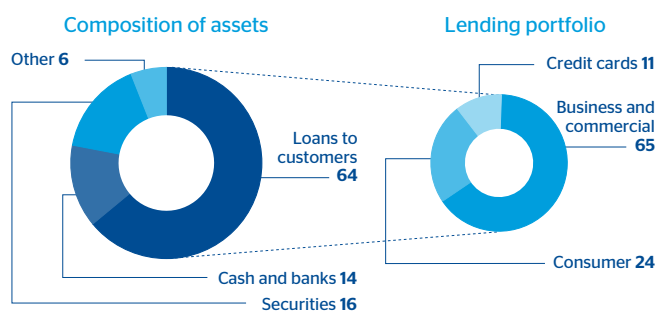 Composition of assets
Other 6
Loans to
customers
64
Cash and banks 14
Securities 16
Lending portfolio
Credit cards 11
Business and
commercial
65
Consumer 24